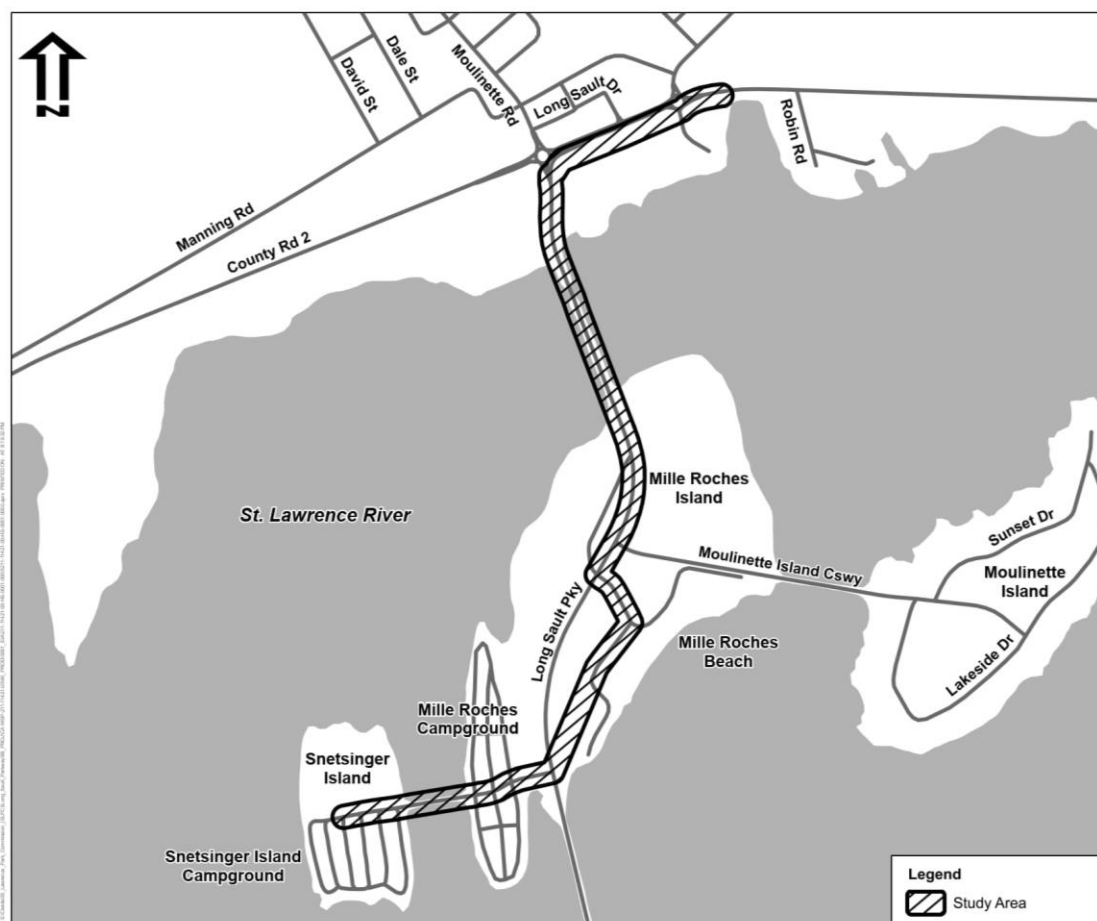 N
David St
Dale St
Moulinette Rd
Long Sault Dr
Robin Rd
Manning Rd
County Rd 2
Mille Roches
Island
St. Lawrence River
Sunset Dr
Moulinette Island Cswy
Moulinette
Island
Long Sault Pky
Mille Roches
Beach
Lakeside Dr
Mille Roches
Campground
Snetsinger
Island
Snetsinger Island
Campground
Legend
Study Area